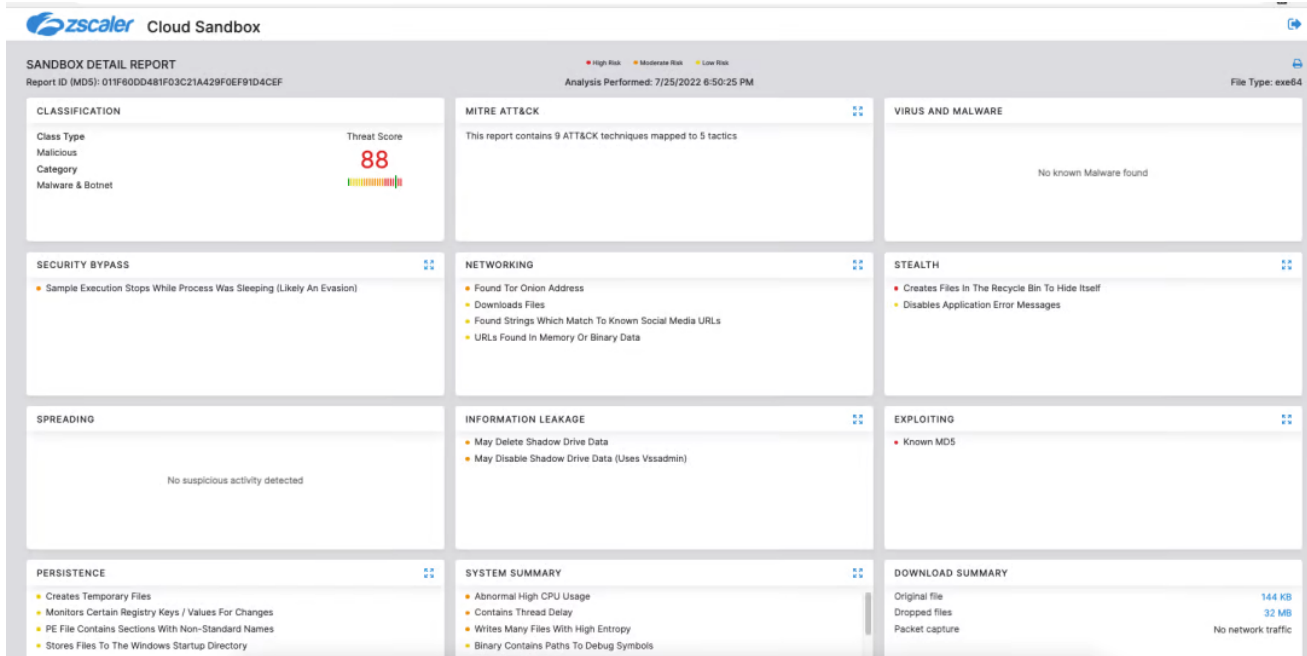 zscaler Cloud Sandbox
SANDBOX DETAIL REPORT
High Risk Moderate Risk Low Risk
Report ID (MD5): 011F60DD481F03C21A429F0EF91D4CEF
Analysis Performed: 7/25/2022 6:50:25 PM
File Type: exe64
CLASSIFICATION
Class Type
Threat Score
Malicious
88
Category
Malware & Botnet
MITRE ATT&CK
This report contains 9 ATT&CK techniques mapped to 5 tactics
VIRUS AND MALWARE
No known Malware found
SECURITY BYPASS
Sample Execution Stops While Process Was Sleeping (Likely An Evasion)
NETWORKING
Found Tor Onion Address
Downloads Files
Found Strings Which Match To Known Social Media URLs
URLs Found In Memory Or Binary Data
STEALTH
Creates Files In The Recycle Bin To Hide Itself
Disables Application Error Messages
SPREADING
No suspicious activity detected
INFORMATION LEAKAGE
May Delete Shadow Drive Data
May Disable Shadow Drive Data (Uses Vssadmin)
EXPLOITING
Known MD5
PERSISTENCE
Creates Temporary Files
Monitors Certain Registry Keys / Values For Changes
PE File Contains Sections With Non-Standard Names
Stores Files To The Windows Startup Directory
SYSTEM SUMMARY
Abnormal High CPU Usage
Contains Thread Delay
Writes Many Files With High Entropy
Binary Contains Paths To Debug Symbols
DOWNLOAD SUMMARY
Original file 144 KB
Dropped files 32 MB
Packet capture No network traffic